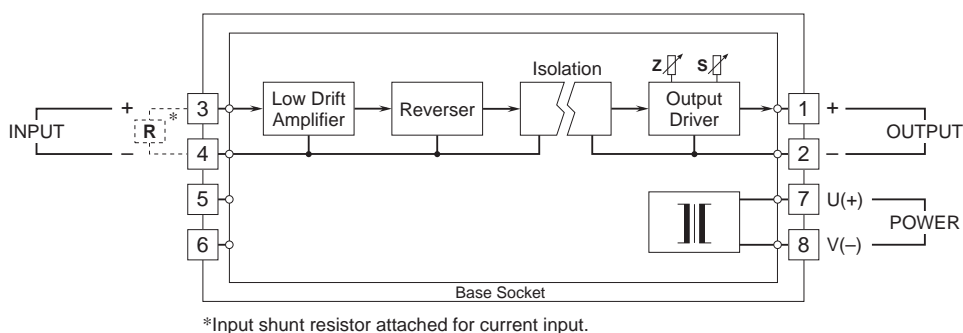 Isolation
Z S
3 Low Drift Amplifier Reverser Output Driver 1 +
+
INPUT R * OUTPUT
– 4 2 –
5 7 U(+)
POWER
6 8 V(–)
Base Socket
*Input shunt resistor attached for current input.